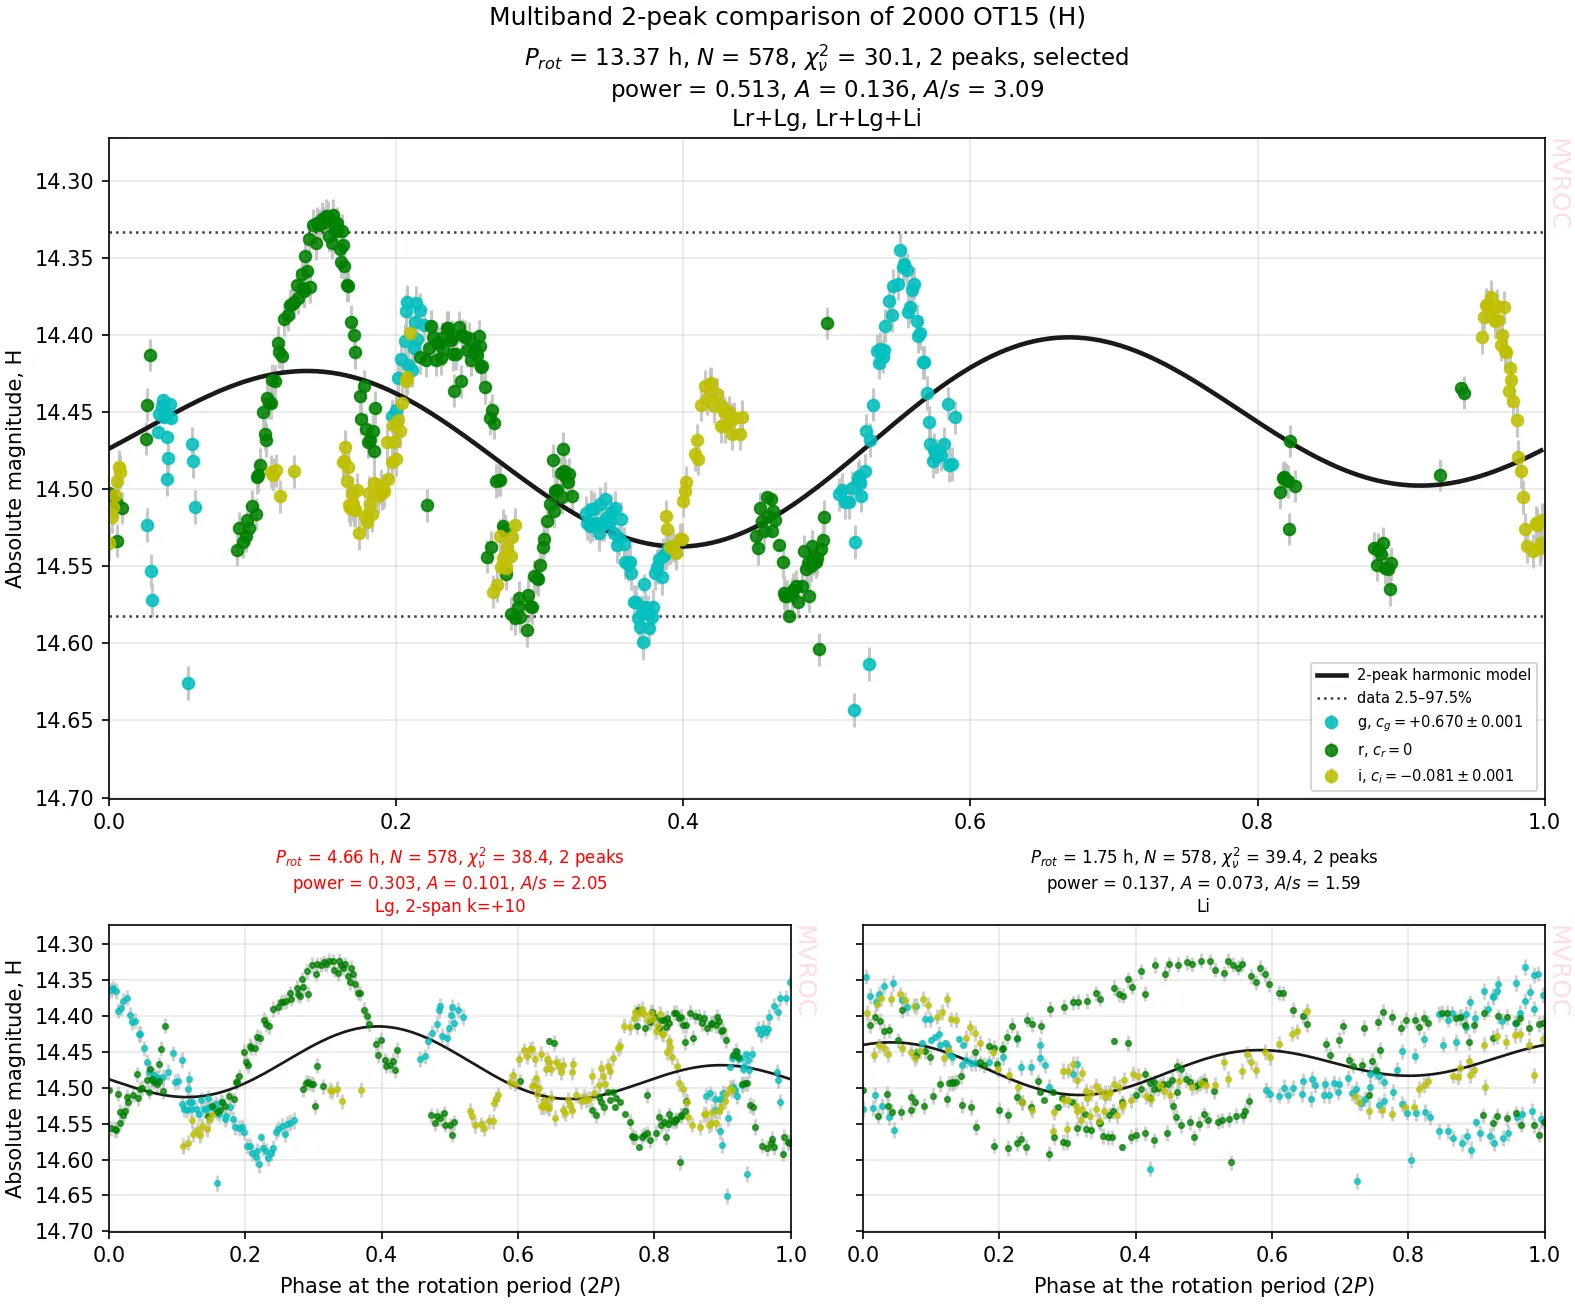 Multiband 2-peak comparison of 2000 OT15 (H)
P_rot = 13.37 h, N = 578, χ²_ν = 30.1, 2 peaks, selected
power = 0.513, A = 0.136, A/s = 3.09
Lr+Lg, Lr+Lg+Li
MVROC
Absolute magnitude, H
14.30
14.35
14.40
14.45
14.50
14.55
14.60
14.65
14.70
2-peak harmonic model
data 2.5–97.5%
g, c_g = +0.670 ± 0.001
r, c_r = 0
i, c_i = −0.081 ± 0.001
0.0 0.2 0.4 0.6 0.8 1.0
P_rot = 4.66 h, N = 578, χ²_ν = 38.4, 2 peaks
power = 0.303, A = 0.101, A/s = 2.05
Lg, 2-span k=+10
MVROC
Absolute magnitude, H
14.30
14.35
14.40
14.45
14.50
14.55
14.60
14.65
14.70
0.0 0.2 0.4 0.6 0.8 1.0
Phase at the rotation period (2P)
P_rot = 1.75 h, N = 578, χ²_ν = 39.4, 2 peaks
power = 0.137, A = 0.073, A/s = 1.59
Li
MVROC
0.0 0.2 0.4 0.6 0.8 1.0
Phase at the rotation period (2P)